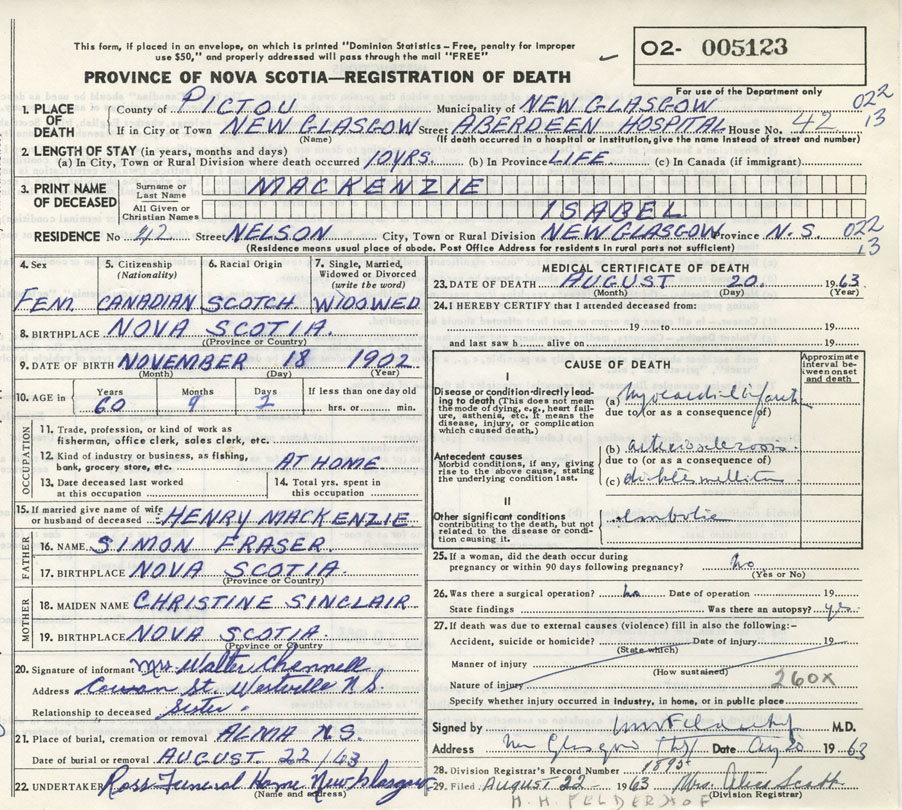 This form, if placed in an envelope, on which is printed "Dominion Statistics – Free, penalty for improper
use $50," and properly addressed will pass through the mail "FREE"
PROVINCE OF NOVA SCOTIA—REGISTRATION OF DEATH
O2- 005123
For use of the Department only
022
13
1. PLACE OF DEATH County of PICTOU Municipality of NEW GLASGOW
If in City or Town NEW GLASGOW Street ABERDEEN HOSPITAL House No. 42
(Name) (If death occurred in a hospital or institution, give the name instead of street and number)
2. LENGTH OF STAY (in years, months and days)
(a) In City, Town or Rural Division where death occurred 10 YRS. (b) In Province LIFE (c) In Canada (if immigrant)
3. PRINT NAME OF DECEASED Surname or Last Name MACKENZIE
All Given or Christian Names ISABEL
RESIDENCE No 42 Street NELSON City, Town or Rural Division NEW GLASGOW Province N.S. 022
13
(Residence means usual place of abode. Post Office Address for residents in rural parts not sufficient)
4. Sex 5. Citizenship (Nationality) 6. Racial Origin 7. Single, Married, Widowed or Divorced (write the word)
FEM. CANADIAN SCOTCH WIDOWED
8. BIRTHPLACE NOVA SCOTIA.
(Province or Country)
9. DATE OF BIRTH NOVEMBER 18 1902
(Month) (Day) (Year)
10. AGE in Years Months Days If less than one day old
60 9 2 hrs. or min.
OCCUPATION
11. Trade, profession, or kind of work as fisherman, office clerk, sales clerk, etc.
12. Kind of industry or business, as fishing, bank, grocery store, etc. AT HOME
13. Date deceased last worked at this occupation 14. Total yrs. spent in this occupation
15. If married give name of wife or husband of deceased HENRY MACKENZIE
FATHER
16. NAME SIMON FRASER.
17. BIRTHPLACE NOVA SCOTIA.
(Province or Country)
MOTHER
18. MAIDEN NAME CHRISTINE SINCLAIR
19. BIRTHPLACE NOVA SCOTIA.
(Province or Country)
20. Signature of informant Mrs Walter Chennell
Address Cowan St. Westville N.S.
Relationship to deceased Sister.
21. Place of burial, cremation or removal ALMA N.S.
Date of burial or removal AUGUST. 22/63
22. UNDERTAKER Ross Funeral Home New Glasgow
(Name and address)
MEDICAL CERTIFICATE OF DEATH
23. DATE OF DEATH AUGUST 20. 1963
(Month) (Day) (Year)
24. I HEREBY CERTIFY that I attended deceased from:
19 to 19
and last saw h alive on 19
CAUSE OF DEATH
Approximate interval between onset and death
I
Disease or condition directly leading to death (This does not mean the mode of dying, e.g., heart failure, asthenia, etc. It means the disease, injury, or complication which caused death.)
(a) myocardial infarct
due to (or as a consequence of)
Antecedent causes
Morbid conditions, if any, giving rise to the above cause, stating the underlying condition last.
(b) arteriosclerosis
due to (or as a consequence of)
(c) diabetes mellitus
II
Other significant conditions
contributing to the death, but not related to the disease or condition causing it.
25. If a woman, did the death occur during
pregnancy or within 90 days following pregnancy? no
(Yes or No)
26. Was there a surgical operation? no Date of operation 19
State findings Was there an autopsy? yes
27. If death was due to external causes (violence) fill in also the following:–
Accident, suicide or homicide? Date of injury 19
(State which)
Manner of injury
(How sustained)
Nature of injury 260X
Specify whether injury occurred in industry, in home, or in public place
Signed by M.D.
Address New Glasgow Date Aug 20 1963
28. Division Registrar's Record Number 1895
29. Filed AUGUST 22 1963 Mrs. Alice Scott
(Division Registrar)
H.H. PELDERHOF